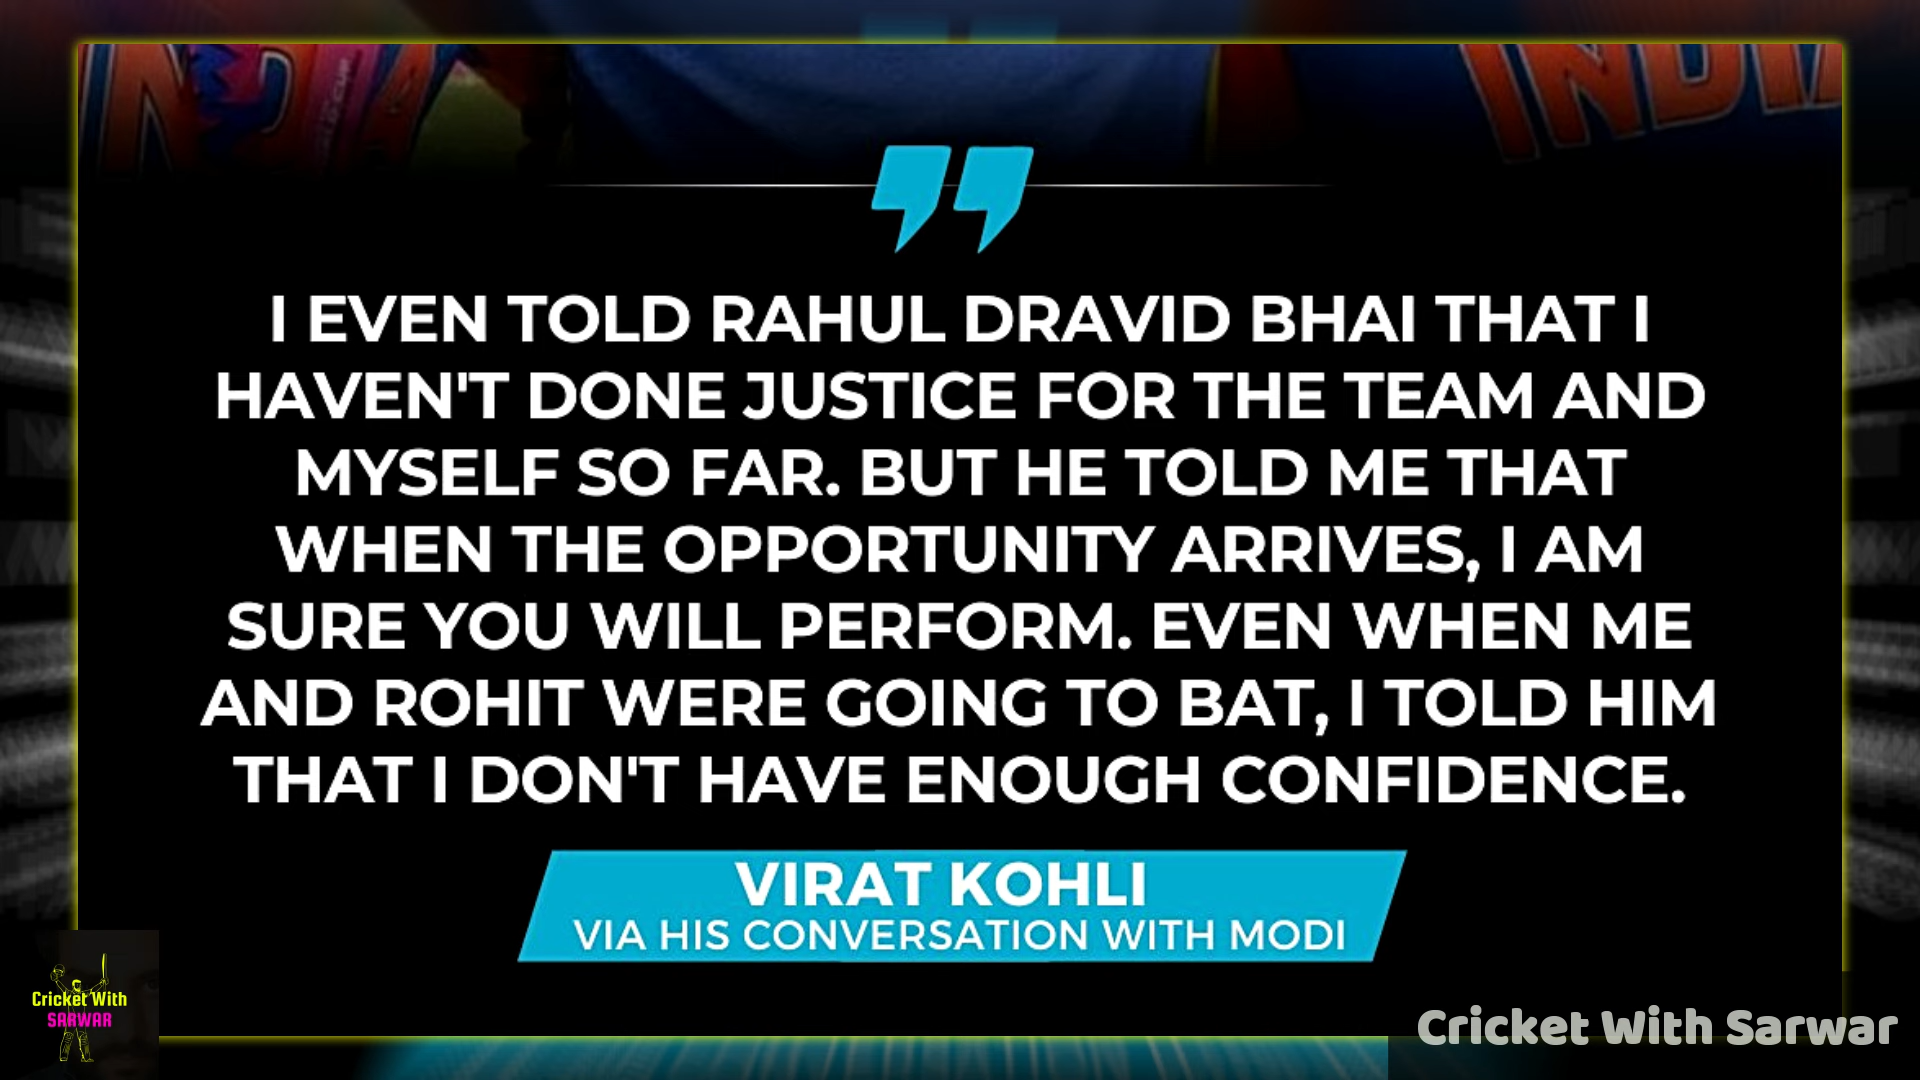 INDIA
INDIA
I EVEN TOLD RAHUL DRAVID BHAI THAT I
HAVEN'T DONE JUSTICE FOR THE TEAM AND
MYSELF SO FAR. BUT HE TOLD ME THAT
WHEN THE OPPORTUNITY ARRIVES, I AM
SURE YOU WILL PERFORM. EVEN WHEN ME
AND ROHIT WERE GOING TO BAT, I TOLD HIM
THAT I DON'T HAVE ENOUGH CONFIDENCE.
VIRAT KOHLI
VIA HIS CONVERSATION WITH MODI
Cricket With
SARWAR
Cricket With Sarwar